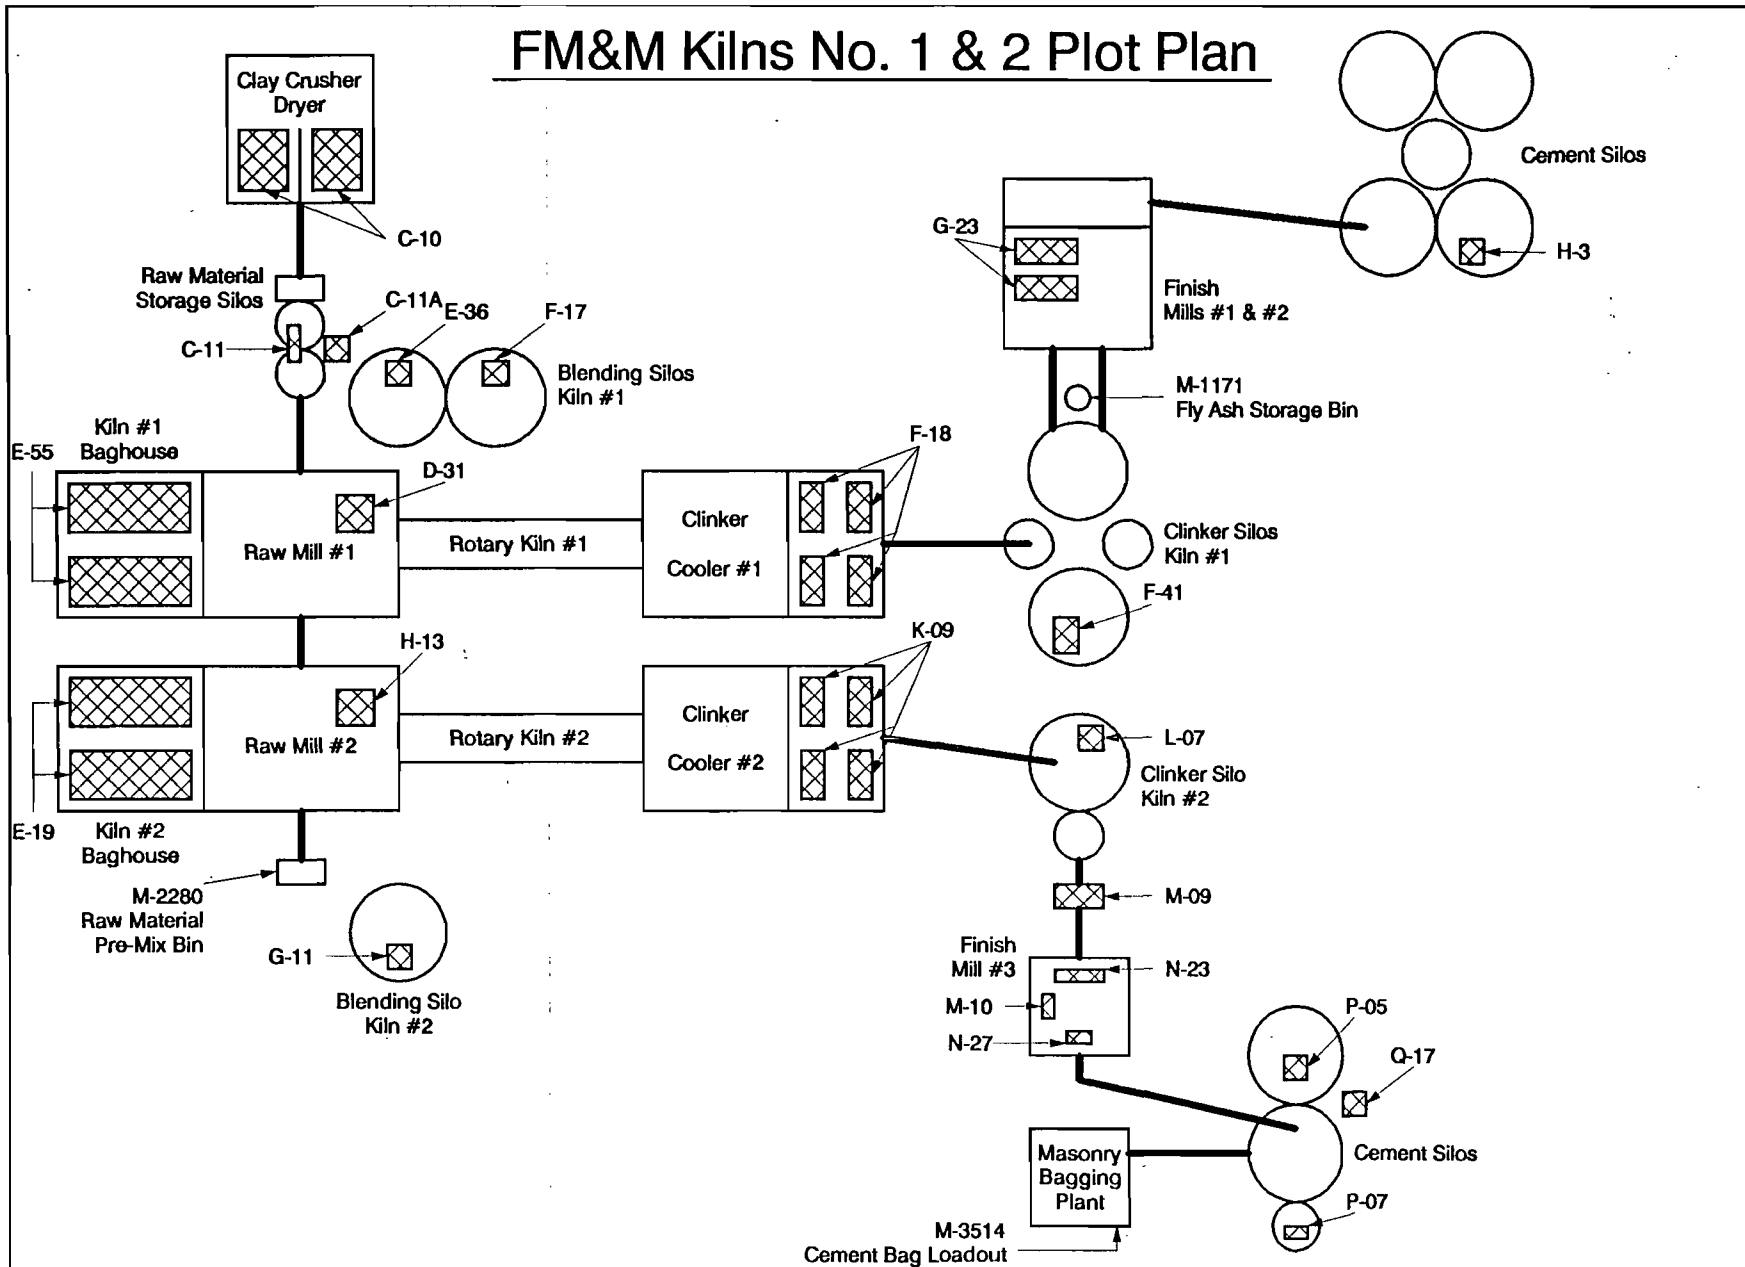 FM&M Kilns No. 1 & 2 Plot Plan
Clay Crusher
Dryer
C-10
Raw Material
Storage Silos
C-11A
C-11
E-36
F-17
Blending Silos
Kiln #1
G-23
Finish
Mills #1 & #2
Cement Silos
H-3
M-1171
Fly Ash Storage Bin
Kiln #1
Baghouse
E-55
D-31
Raw Mill #1
Rotary Kiln #1
Clinker
Cooler #1
F-18
Clinker Silos
Kiln #1
F-41
H-13
Raw Mill #2
Rotary Kiln #2
Clinker
Cooler #2
K-09
L-07
Clinker Silo
Kiln #2
E-19
Kiln #2
Baghouse
M-2280
Raw Material
Pre-Mix Bin
G-11
Blending Silo
Kiln #2
M-09
Finish
Mill #3
N-23
M-10
N-27
P-05
Q-17
Masonry
Bagging
Plant
Cement Silos
P-07
M-3514
Cement Bag Loadout